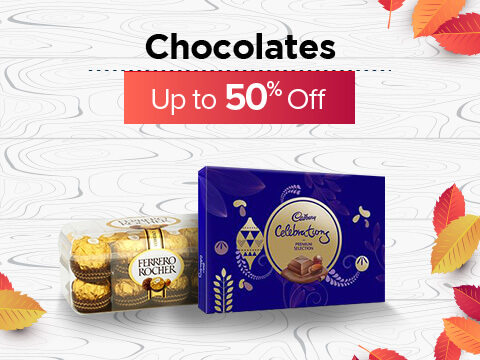 Chocolates
Up to 50% Off
FERRERO
ROCHER
Cadbury
Celebrations
PREMIUM
SELECTION